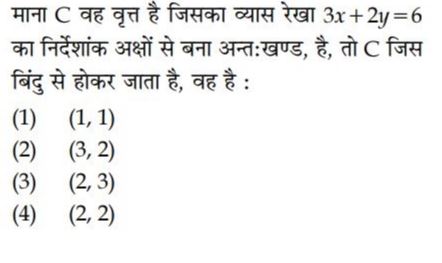 माना C वह वृत्त है जिसका व्यास रेखा 3x+2y=6
का निर्देशांक अक्षों से बना अन्त:खण्ड, है, तो C जिस
बिंदु से होकर जाता है, वह है :
(1) (1, 1)
(2) (3, 2)
(3) (2, 3)
(4) (2, 2)